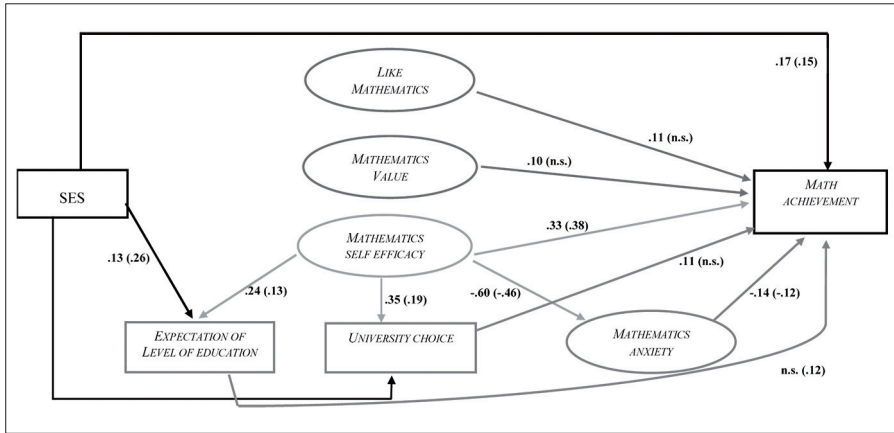 .17 (.15)
LIKE
MATHEMATICS
.11 (n.s.)
MATHEMATICS
VALUE
.10 (n.s.)
SES
MATH
ACHIEVEMENT
MATHEMATICS
SELF EFFICACY
.33 (.38)
.13 (.26)
.24 (.13)
.35 (.19)
-.60 (-.46)
.11 (n.s.)
-.14 (-.12)
EXPECTATION OF
LEVEL OF EDUCATION
UNIVERSITY CHOICE
MATHEMATICS
ANXIETY
n.s. (.12)